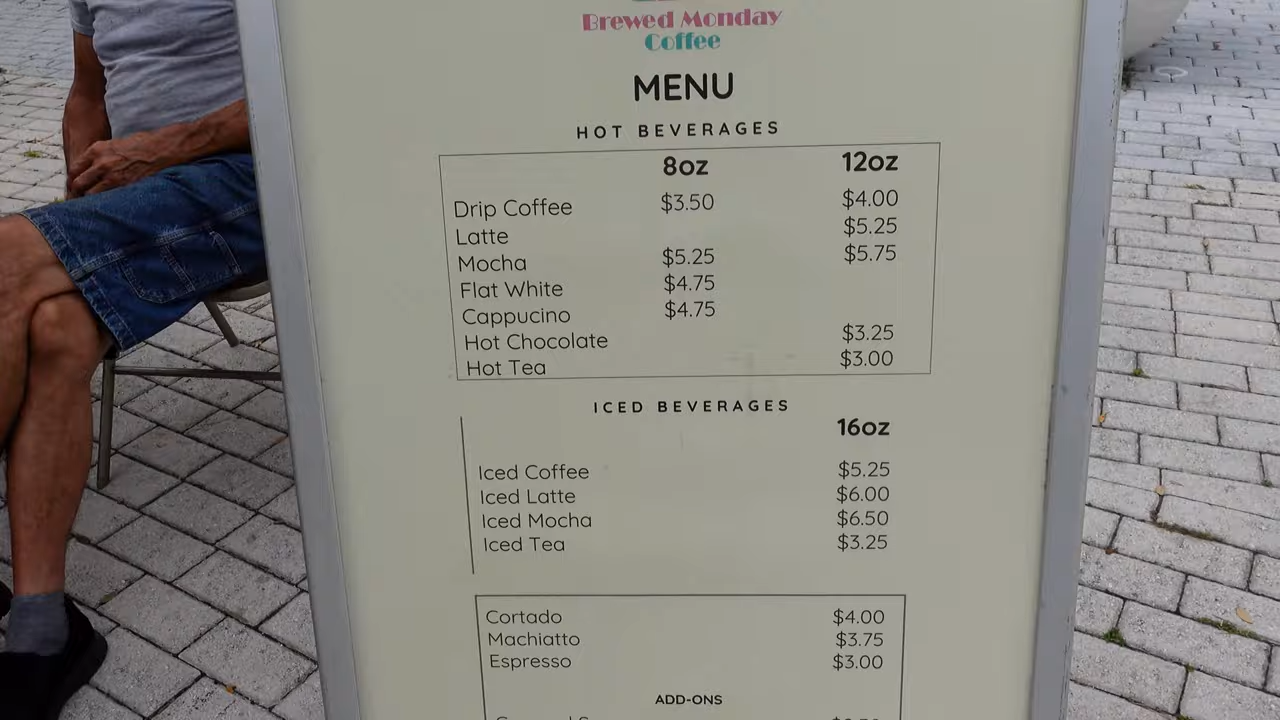 Brewed Monday
Coffee
MENU
HOT BEVERAGES
8oz 12oz
Drip Coffee $3.50 $4.00
Latte $5.25
Mocha $5.25 $5.75
Flat White $4.75
Cappucino $4.75
Hot Chocolate $3.25
Hot Tea $3.00
ICED BEVERAGES
16oz
Iced Coffee $5.25
Iced Latte $6.00
Iced Mocha $6.50
Iced Tea $3.25
Cortado $4.00
Machiatto $3.75
Espresso $3.00
ADD-ONS